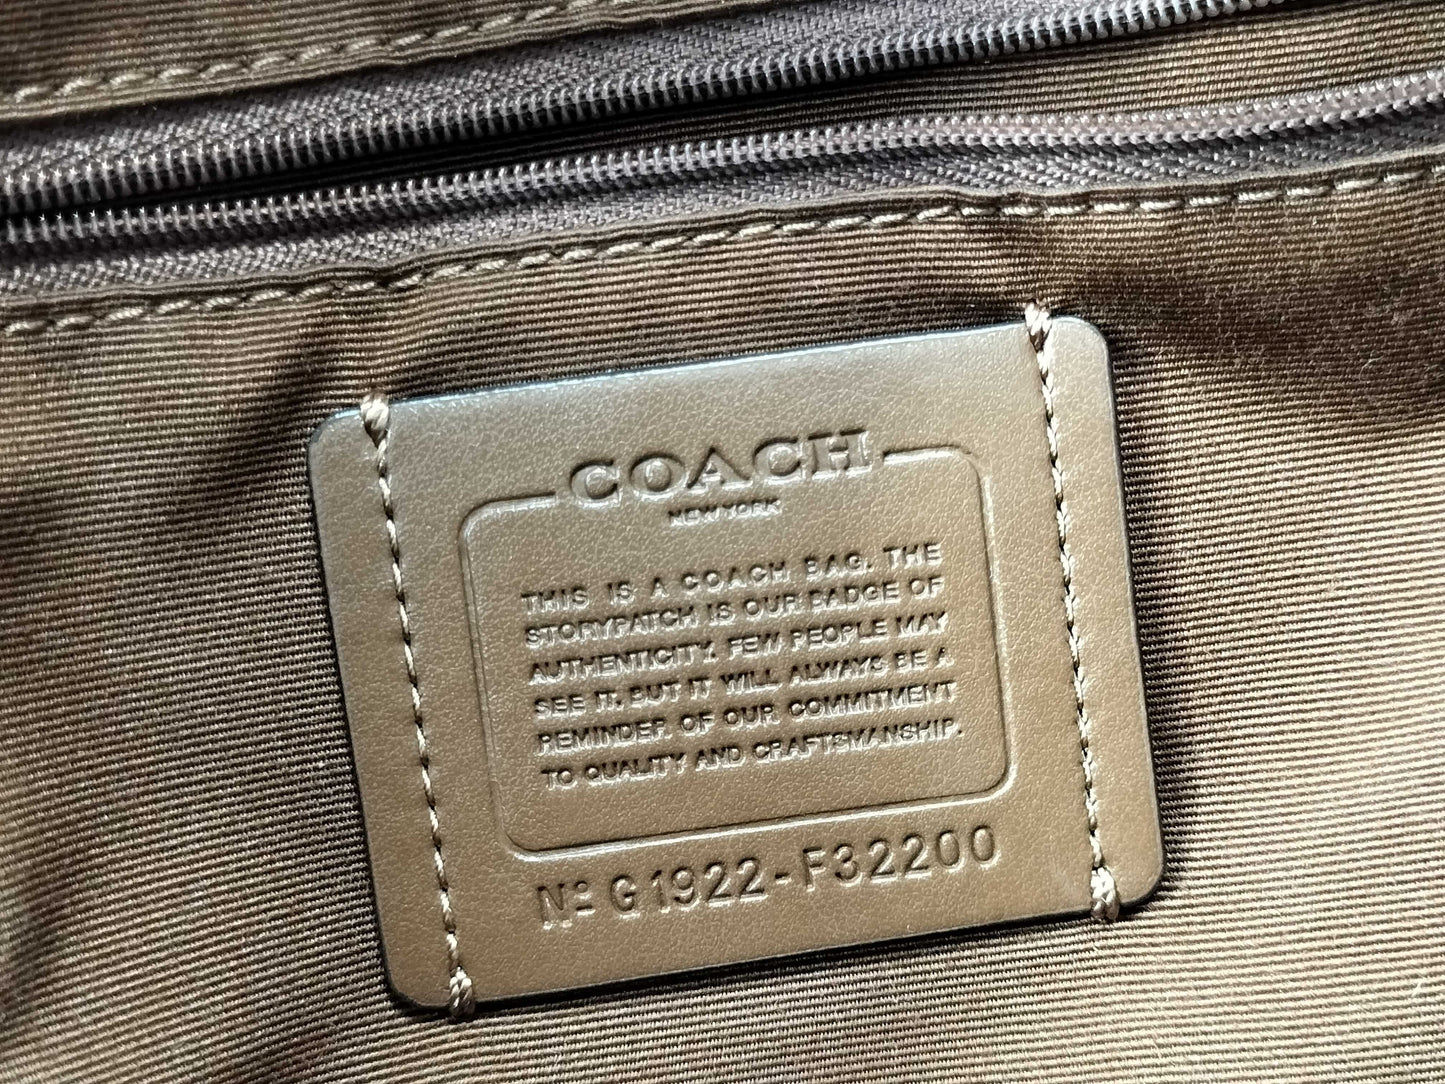 COACH
NEW YORK
THIS IS A COACH BAG. THE
STORYPATCH IS OUR BADGE OF
AUTHENTICITY. FEW PEOPLE MAY
SEE IT. BUT IT WILL ALWAYS BE A
REMINDER. OF OUR COMMITMENT
TO QUALITY AND CRAFTSMANSHIP.
Nº G1922-F32200